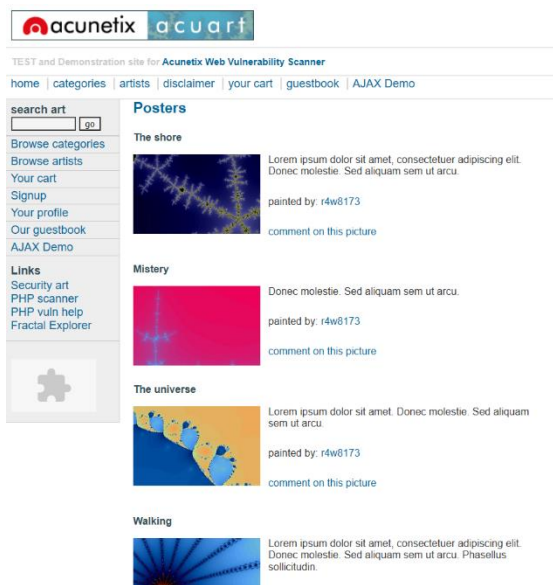 acunetix acuart
TEST and Demonstration site for Acunetix Web Vulnerability Scanner
home | categories | artists | disclaimer | your cart | guestbook | AJAX Demo
search art
go
Browse categories
Browse artists
Your cart
Signup
Your profile
Our guestbook
AJAX Demo
Links
Security art
PHP scanner
PHP vuln help
Fractal Explorer
Posters
The shore
Lorem ipsum dolor sit amet, consectetuer adipiscing elit.
Donec molestie. Sed aliquam sem ut arcu.
painted by: r4w8173
comment on this picture
Mistery
Donec molestie. Sed aliquam sem ut arcu.
painted by: r4w8173
comment on this picture
The universe
Lorem ipsum dolor sit amet. Donec molestie. Sed aliquam
sem ut arcu.
painted by: r4w8173
comment on this picture
Walking
Lorem ipsum dolor sit amet, consectetuer adipiscing elit.
Donec molestie. Sed aliquam sem ut arcu. Phasellus
sollicitudin.